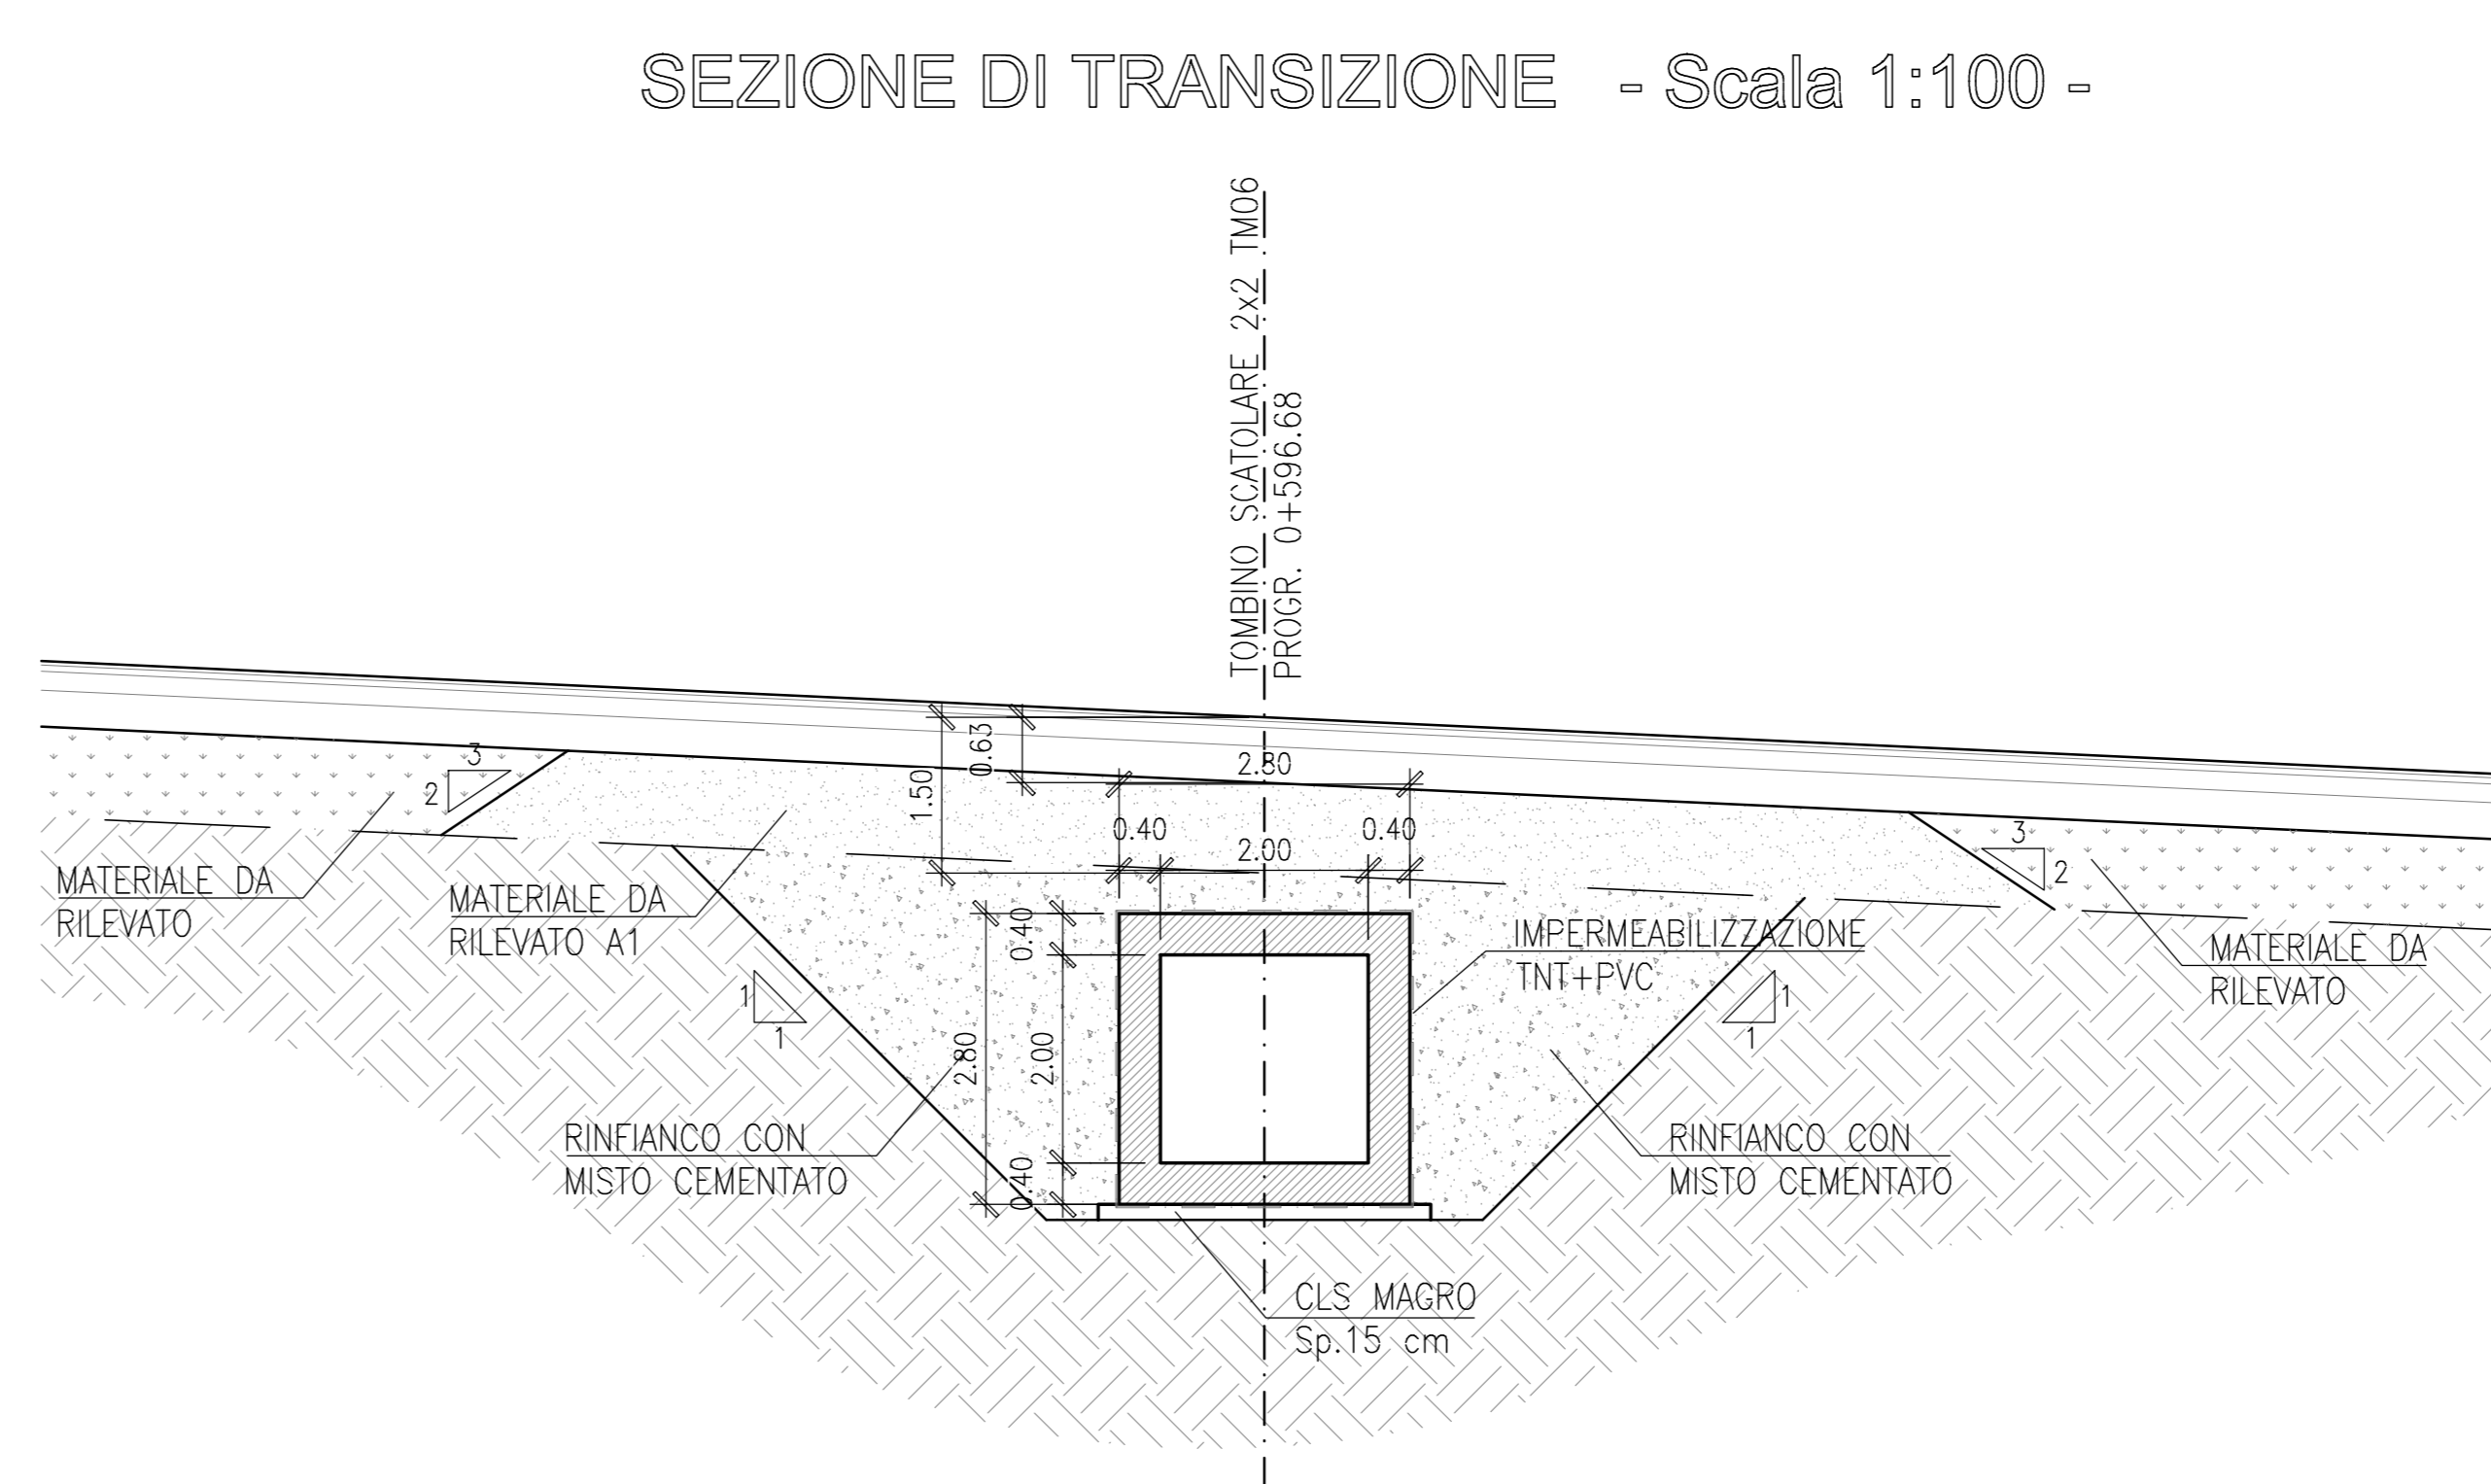 SEZIONE DI TRANSIZIONE - Scala 1:100 -
TOMBINO SCATOLARE 2x2 TM06
PROGR. 0+596.68
0.63
1.50
2.80
0.40
2.00
0.40
3
2
3
2
MATERIALE DA
RILEVATO
MATERIALE DA
RILEVATO A1
0.40
2.80
2.00
0.40
IMPERMEABILIZZAZIONE
TNT+PVC
MATERIALE DA
RILEVATO
1
1
1
1
RINFIANCO CON
MISTO CEMENTATO
RINFIANCO CON
MISTO CEMENTATO
CLS MAGRO
Sp.15 cm